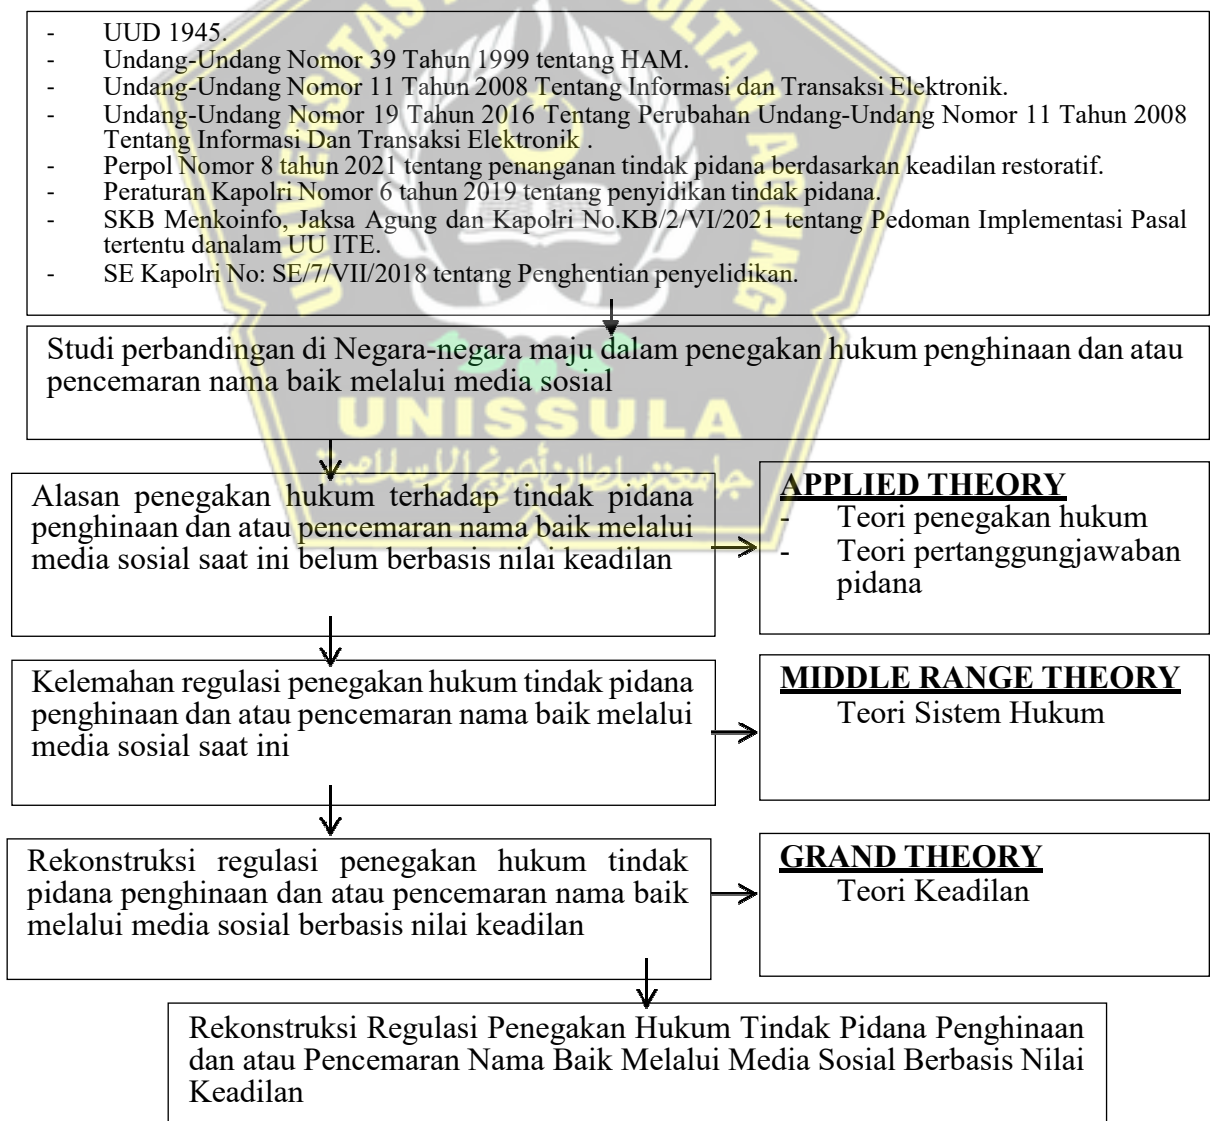 - UUD 1945.
- Undang-Undang Nomor 39 Tahun 1999 tentang HAM.
- Undang-Undang Nomor 11 Tahun 2008 Tentang Informasi dan Transaksi Elektronik.
- Undang-Undang Nomor 19 Tahun 2016 Tentang Perubahan Undang-Undang Nomor 11 Tahun 2008
Tentang Informasi Dan Transaksi Elektronik .
- Perpol Nomor 8 tahun 2021 tentang penanganan tindak pidana berdasarkan keadilan restoratif.
- Peraturan Kapolri Nomor 6 tahun 2019 tentang penyidikan tindak pidana.
- SKB Menkoinfo, Jaksa Agung dan Kapolri No.KB/2/VI/2021 tentang Pedoman Implementasi Pasal
tertentu danalam UU ITE.
- SE Kapolri No: SE/7/VII/2018 tentang Penghentian penyelidikan.
Studi perbandingan di Negara-negara maju dalam penegakan hukum penghinaan dan atau
pencemaran nama baik melalui media sosial
UNISSULA
جامعتسلطان أجونج الإسلامية
Alasan penegakan hukum terhadap tindak pidana
penghinaan dan atau pencemaran nama baik melalui
media sosial saat ini belum berbasis nilai keadilan
APPLIED THEORY
- Teori penegakan hukum
- Teori pertanggungjawaban
pidana
Kelemahan regulasi penegakan hukum tindak pidana
penghinaan dan atau pencemaran nama baik melalui
media sosial saat ini
MIDDLE RANGE THEORY
Teori Sistem Hukum
Rekonstruksi regulasi penegakan hukum tindak
pidana penghinaan dan atau pencemaran nama baik
melalui media sosial berbasis nilai keadilan
GRAND THEORY
Teori Keadilan
Rekonstruksi Regulasi Penegakan Hukum Tindak Pidana Penghinaan
dan atau Pencemaran Nama Baik Melalui Media Sosial Berbasis Nilai
Keadilan